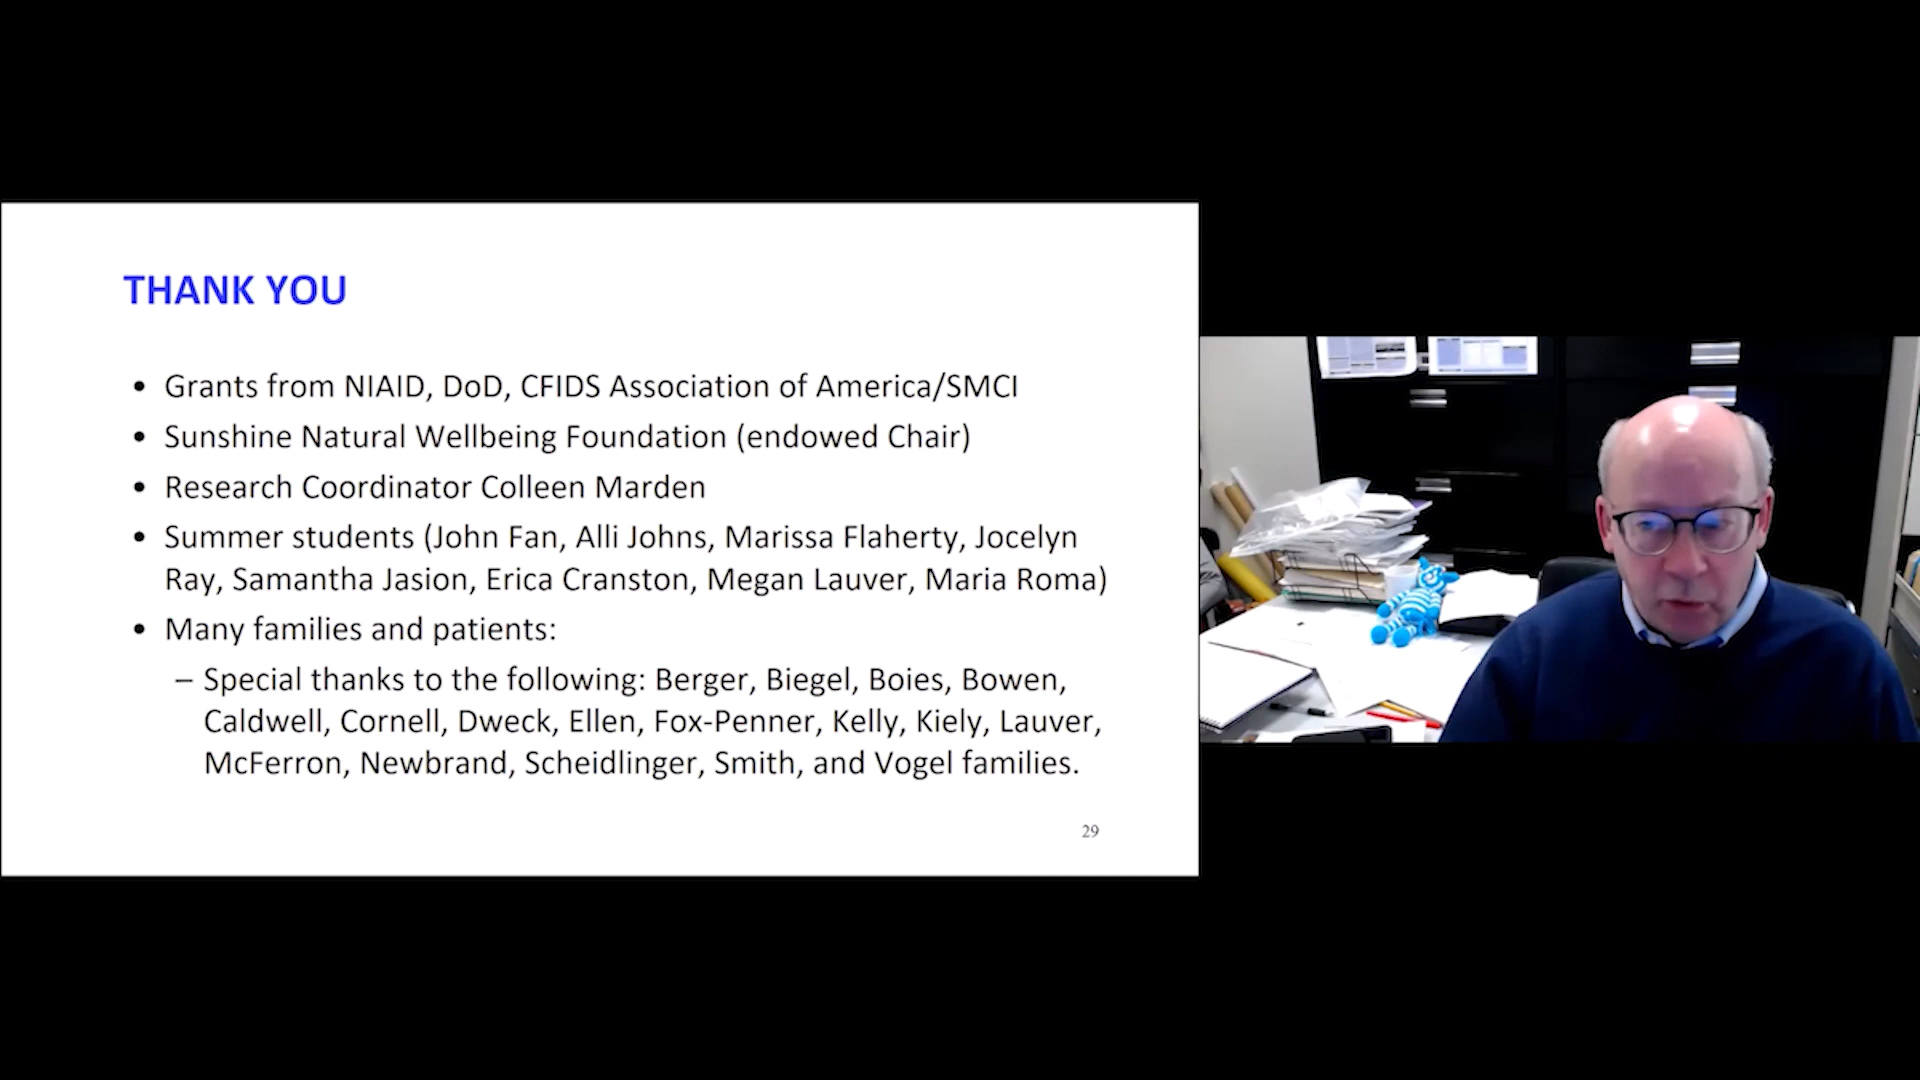 THANK YOU
• Grants from NIAID, DoD, CFIDS Association of America/SMCI
• Sunshine Natural Wellbeing Foundation (endowed Chair)
• Research Coordinator Colleen Marden
• Summer students (John Fan, Alli Johns, Marissa Flaherty, Jocelyn
Ray, Samantha Jasion, Erica Cranston, Megan Lauver, Maria Roma)
• Many families and patients:
– Special thanks to the following: Berger, Biegel, Boies, Bowen,
Caldwell, Cornell, Dweck, Ellen, Fox-Penner, Kelly, Kiely, Lauver,
McFerron, Newbrand, Scheidlinger, Smith, and Vogel families.
29